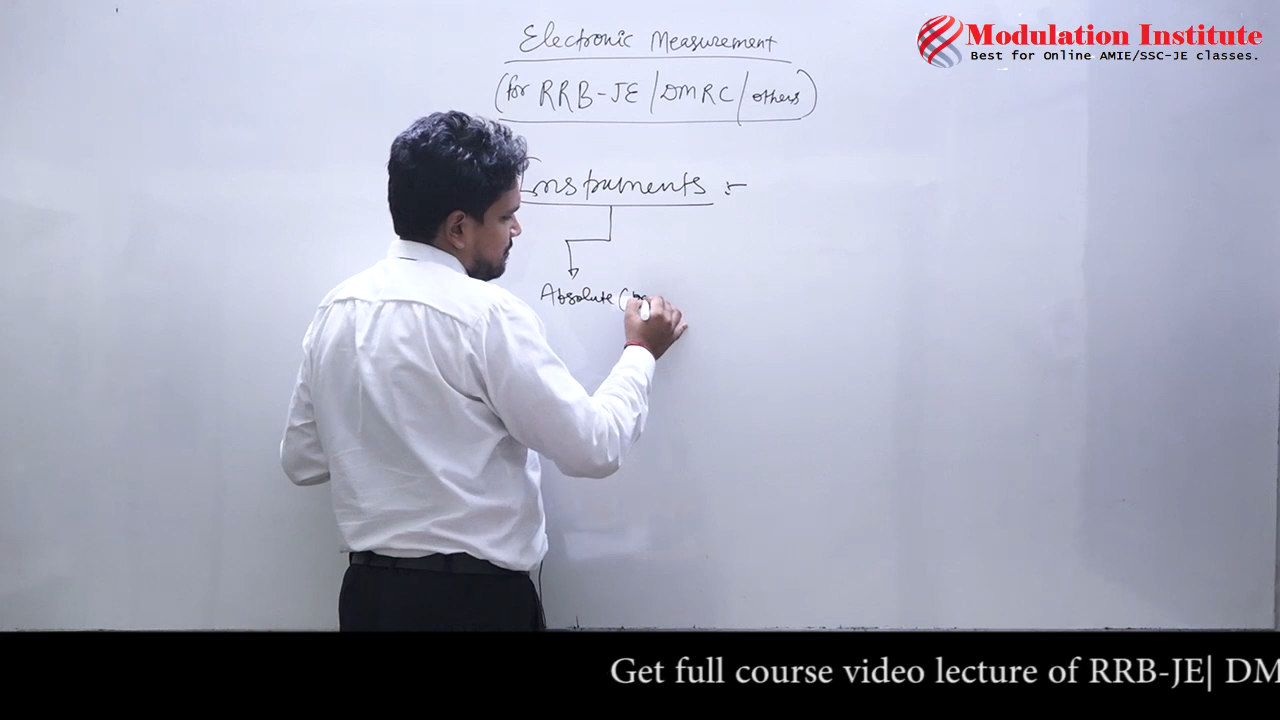 Electronic Measurement
(for RRB-JE/DMRC/others)
Modulation Institute
Best for Online AMIE/SSC-JE classes.
Instruments :-
Absolute (
Get full course video lecture of RRB-JE| DM